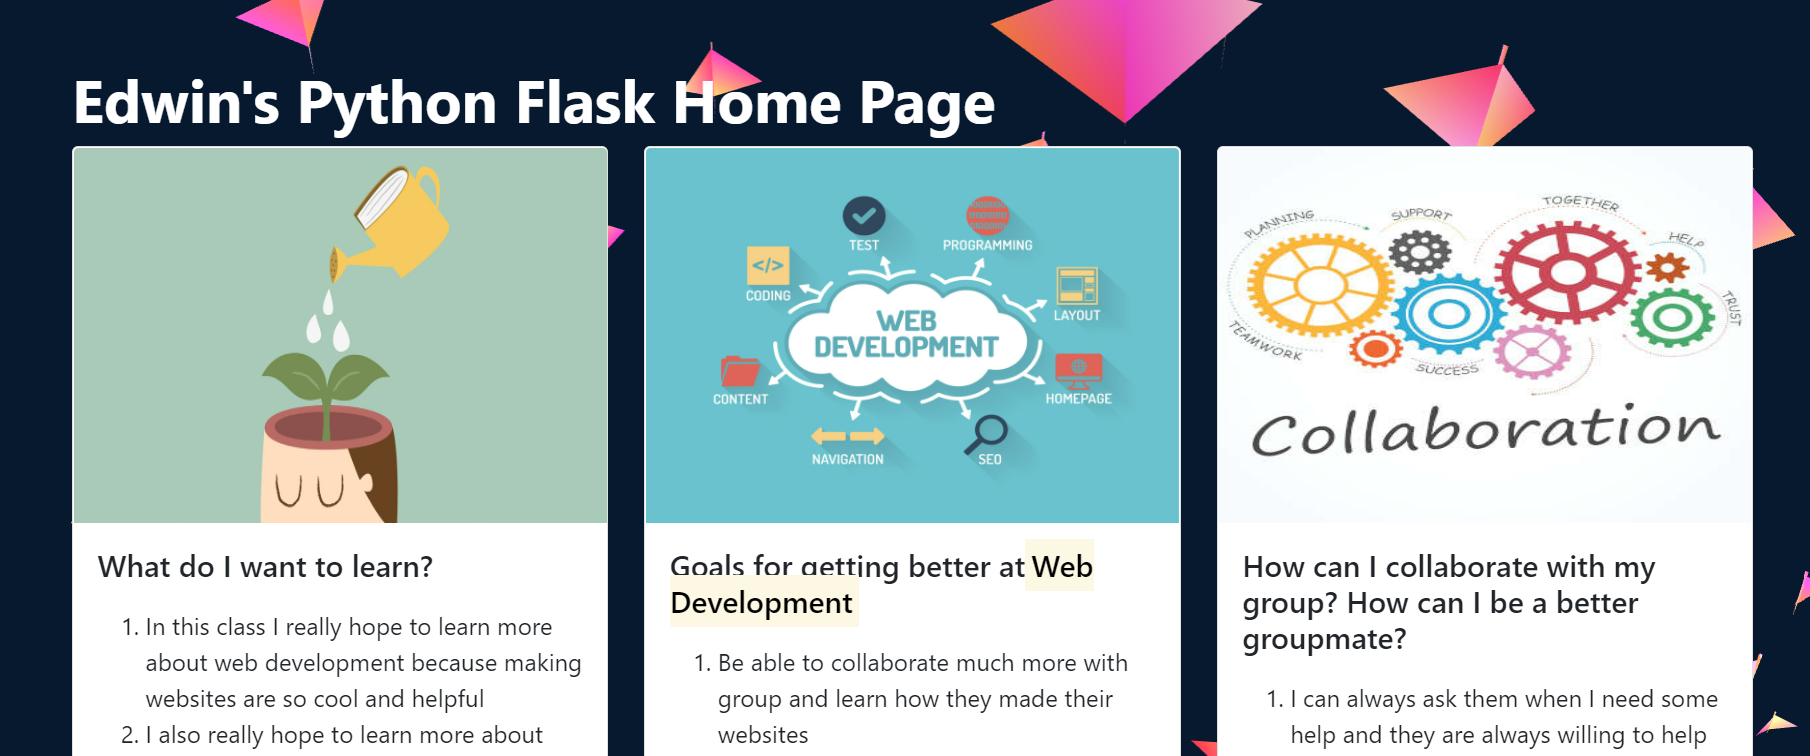 Edwin's Python Flask Home Page
TEST
PROGRAMMING
</>
CODING
LAYOUT
WEB
DEVELOPMENT
CONTENT
HOMEPAGE
NAVIGATION
SEO
PLANNING
SUPPORT
TOGETHER
HELP
TRUST
TEAMWORK
SUCCESS
Collaboration
What do I want to learn?
1. In this class I really hope to learn more
about web development because making
websites are so cool and helpful
2. I also really hope to learn more about
Goals for getting better at Web
Development
1. Be able to collaborate much more with
group and learn how they made their
websites
How can I collaborate with my
group? How can I be a better
groupmate?
1. I can always ask them when I need some
help and they are always willing to help